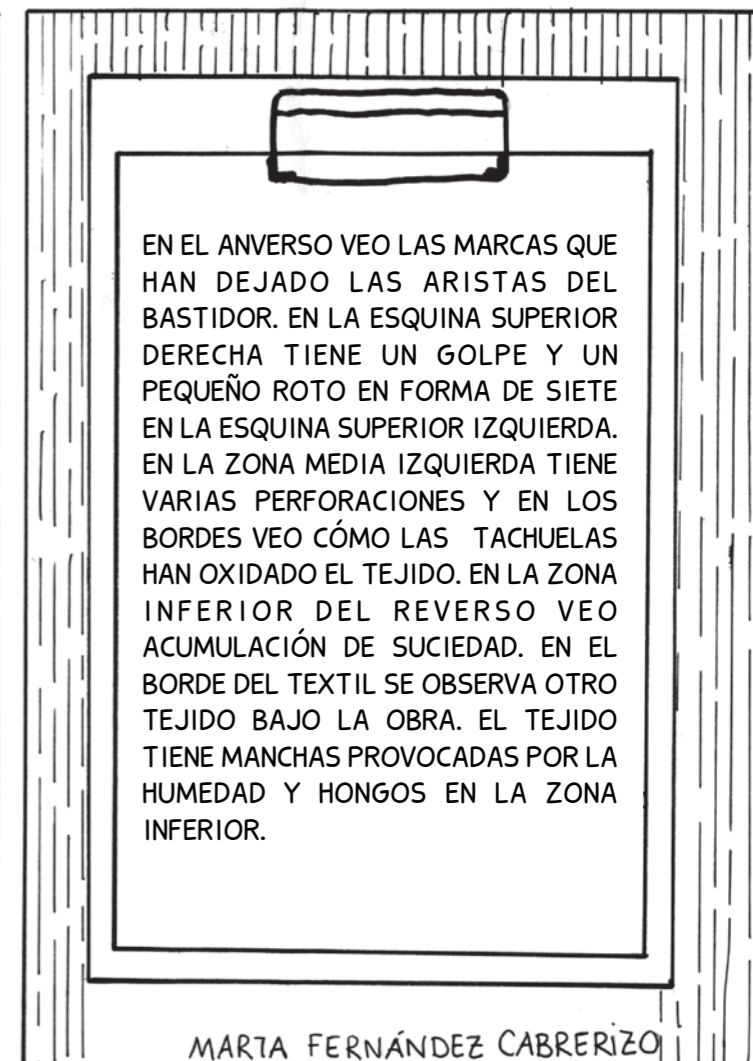 EN EL ANVERSO VEO LAS MARCAS QUE
HAN DEJADO LAS ARISTAS DEL
BASTIDOR. EN LA ESQUINA SUPERIOR
DERECHA TIENE UN GOLPE Y UN
PEQUEÑO ROTO EN FORMA DE SIETE
EN LA ESQUINA SUPERIOR IZQUIERDA.
EN LA ZONA MEDIA IZQUIERDA TIENE
VARIAS PERFORACIONES Y EN LOS
BORDES VEO CÓMO LAS TACHUELAS
HAN OXIDADO EL TEJIDO. EN LA ZONA
INFERIOR DEL REVERSO VEO
ACUMULACIÓN DE SUCIEDAD. EN EL
BORDE DEL TEXTIL SE OBSERVA OTRO
TEJIDO BAJO LA OBRA. EL TEJIDO
TIENE MANCHAS PROVOCADAS POR LA
HUMEDAD Y HONGOS EN LA ZONA
INFERIOR.
MARTA FERNÁNDEZ CABRERIZO